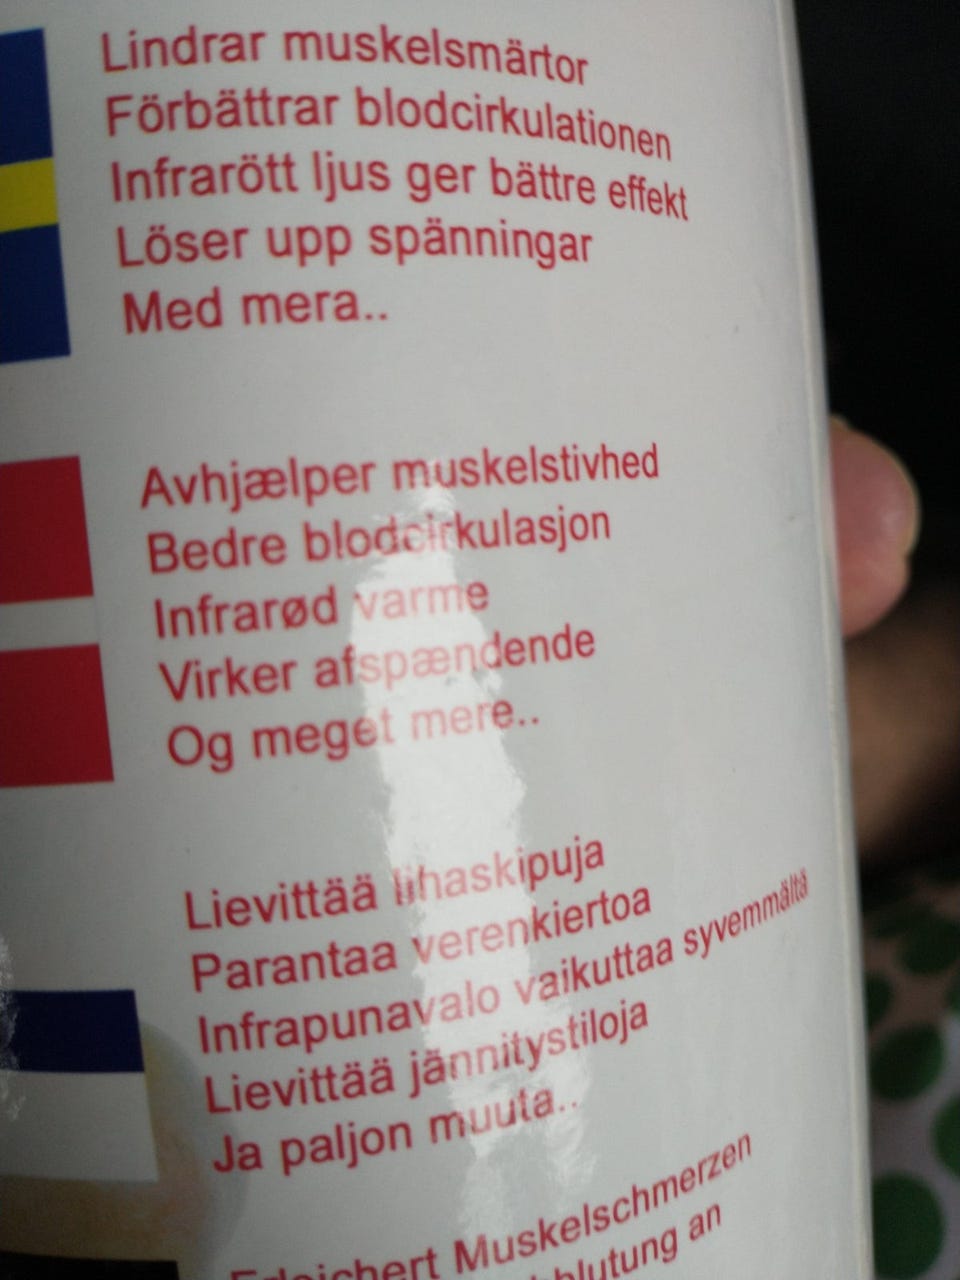 Lindrar muskelsmärtor
Förbättrar blodcirkulationen
Infrarött ljus ger bättre effekt
Löser upp spänningar
Med mera..
Avhjælper muskelstivhed
Bedre blodcirkulasjon
Infrarød varme
Virker afspændende
Og meget mere..
Lievittää lihaskipuja
Parantaa verenkiertoa
Infrapunavalo vaikuttaa syvemmältä
Lievittää jännitystiloja
Ja paljon muuta..
Muskelschmerzen
an